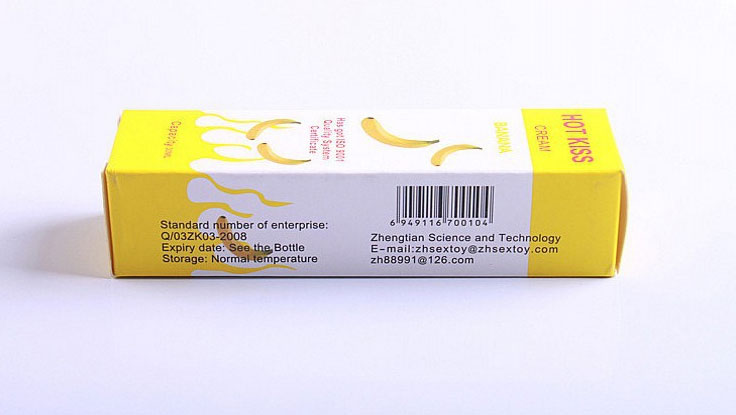 HOT KISS
CREAM
BANANA
Has got ISO 9001
Quality System
Certificate
6 949116 700104
Standard number of enterprise:
Q/03ZK03-2008
Expiry date: See the Bottle
Storage: Normal temperature
Zhengtian Science and Technology
E-mail:zhsextoy@zhsextoy.com
zh88991@126.com
Capacity: